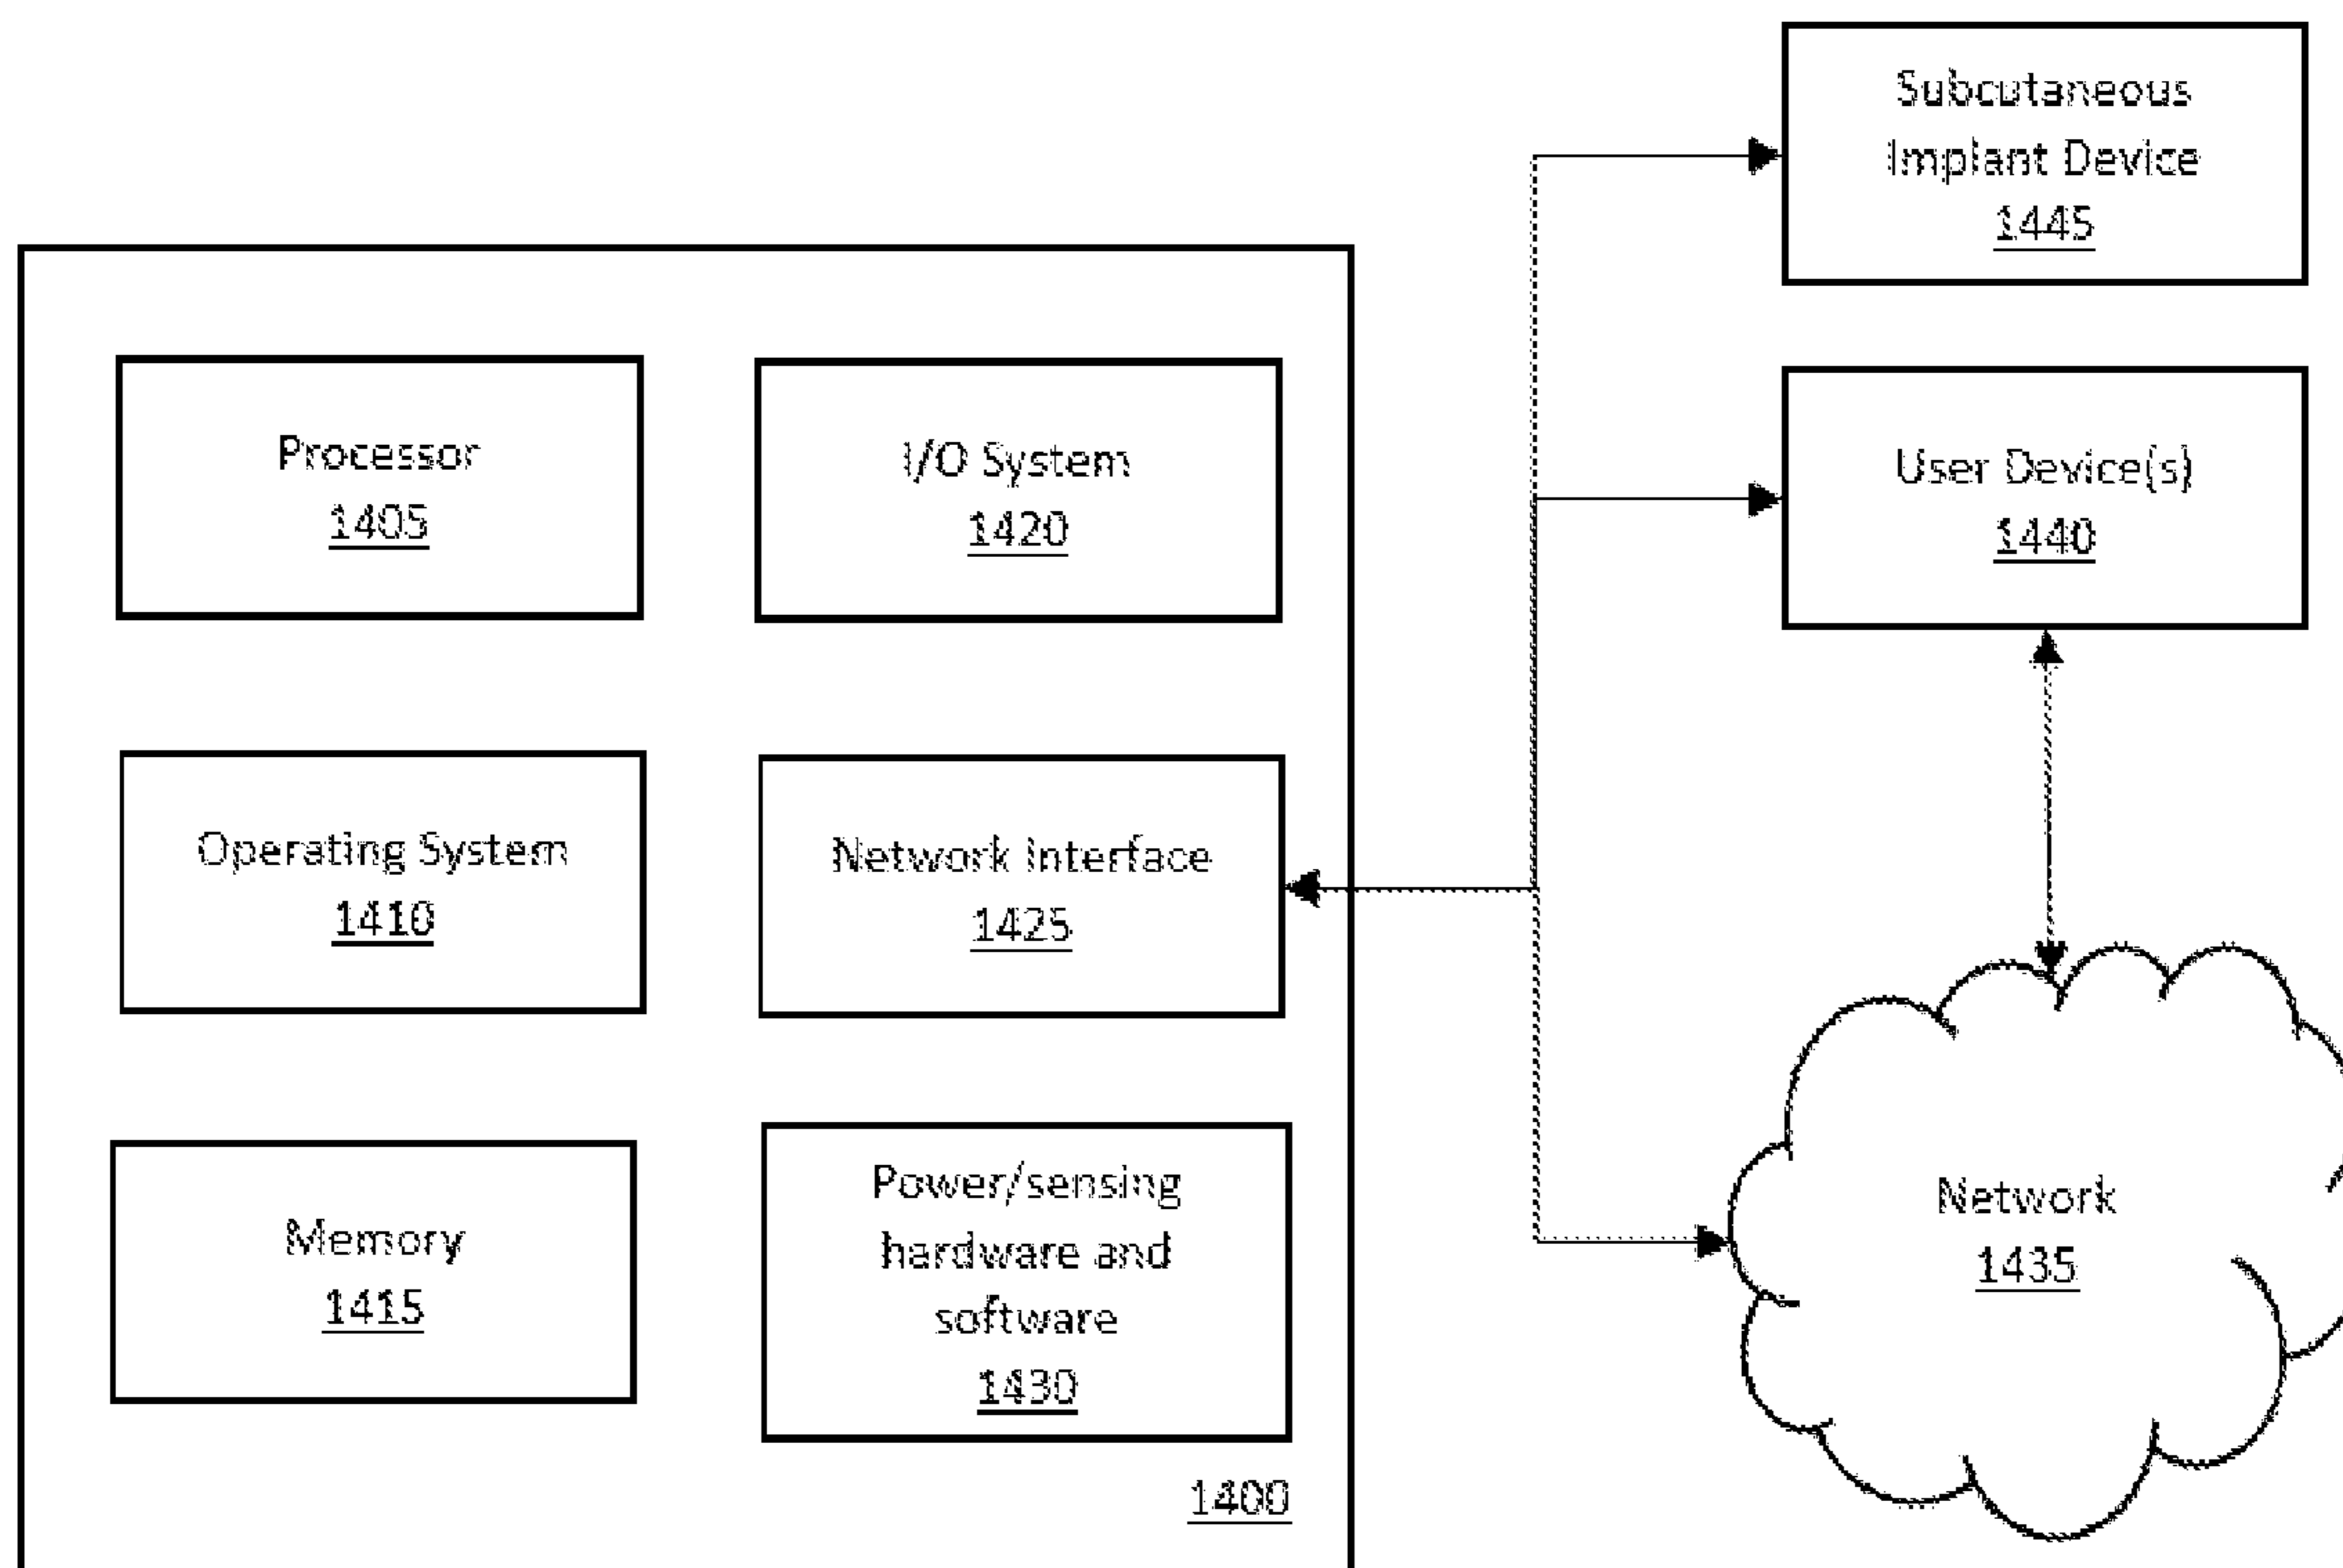 Subcutaneous
Implant Device
1445
Processor
1405
I/O System
1420
User Device(s)
1440
Operating System
1410
Network Interface
1425
Memory
1415
Power/sensing
hardware and
software
1430
Network
1435
1400